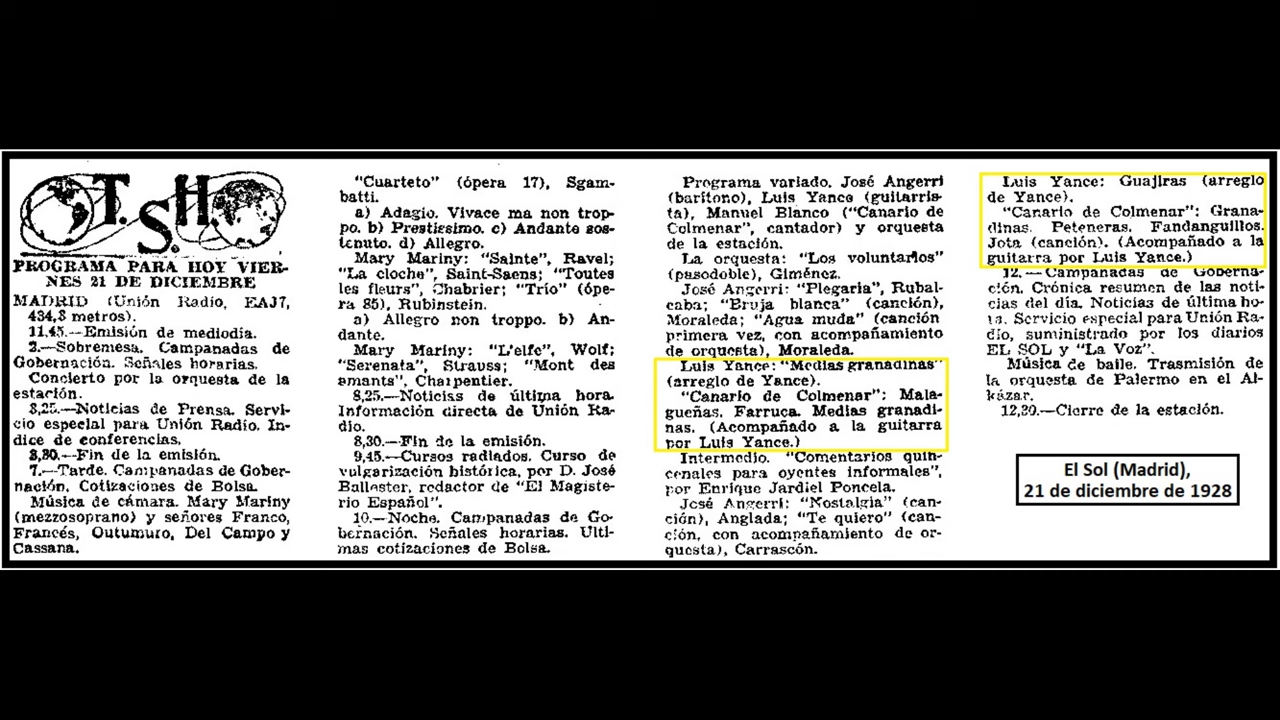 T.S.H.
PROGRAMA PARA HOY VIER-
NES 21 DE DICIEMBRE
MADRID (Unión Radio, EAJ7,
434,8 metros).
11,45.—Emisión de mediodía.
2.—Sobremesa. Campanadas de
Gobernación. Señales horarias.
Concierto por la orquesta de la
estación.
3,25.—Noticias de Prensa. Servi-
cio especial para Unión Radio. In-
dice de conferencias.
3,30.—Fin de la emisión.
7.—Tarde. Campanadas de Gober-
nación. Cotizaciones de Bolsa.
Música de cámara. Mary Mariny
(mezzosoprano) y señores Franco,
Francés, Outumuro, Del Campo y
Cassana.
"Cuarteto" (ópera 17), Sgam-
batti.
a) Adagio. Vivace ma non trop-
po. b) Prestissimo. c) Andante sos-
tenuto. d) Allegro.
Mary Mariny: "Sainte", Ravel;
"La cloche", Saint-Saens; "Toutes
les fleurs", Chabrier; "Trío" (ópe-
ra 85), Rubinstein.
a) Allegro non troppo. b) An-
dante.
Mary Mariny: "L'elfe", Wolf;
"Serenata", Strauss; "Mont des
amants", Charpentier.
8,25.—Noticias de última hora.
Información directa de Unión Ra-
dio.
8,30.—Fin de la emisión.
9,45.—Cursos radiados. Curso de
vulgarización histórica, por D. José
Ballester, redactor de "El Magiste-
rio Español".
10.—Noche. Campanadas de Go-
bernación. Señales horarias. Ulti-
mas cotizaciones de Bolsa.
Programa variado. José Angerri
(barítono), Luis Yance (guitarris-
ta), Manuel Blanco ("Canario de
Colmenar", cantador) y orquesta
de la estación.
La orquesta: "Los voluntarios"
(pasodoble), Giménez.
José Angerri: "Plegaria", Rubal-
caba; "Bruja blanca" (canción),
Moraleda; "Agua muda" (canción
primera vez, con acompañamiento
de orquesta), Moraleda.
Luis Yance: "Medias granadinas"
(arreglo de Yance).
"Canario de Colmenar": Mala-
gueñas. Farruca. Medias granadi-
nas. (Acompañado a la guitarra
por Luis Yance.)
Intermedio. "Comentarios quin-
cenales para oyentes informales",
por Enrique Jardiel Poncela.
José Angerri: "Nostalgia" (can-
ción), Anglada; "Te quiero" (can-
ción, con acompañamiento de or-
questa), Carrascón.
Luis Yance: Guajiras (arreglo
de Yance).
"Canario de Colmenar": Grana-
dinas. Peteneras. Fandanguillos.
Jota (canción). (Acompañado a la
guitarra por Luis Yance.)
12.—Campanadas de Goberna-
ción. Crónica resumen de las noti-
cias del día. Noticias de última ho-
ra. Servicio especial para Unión Ra-
dio, suministrado por los diarios
EL SOL y "La Voz".
Música de baile. Trasmisión de
la orquesta de Palermo en el Al-
kázar.
12,30.—Cierre de la estación.
El Sol (Madrid),
21 de diciembre de 1928